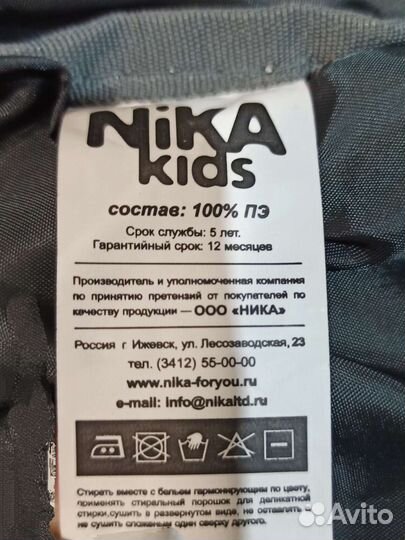 NiKA
kids
состав: 100% ПЭ
Срок службы: 5 лет.
Гарантийный срок: 12 месяцев
Производитель и уполномоченная компания
по принятию претензий от покупателей по
качеству продукции — ООО «НИКА»
Россия г Ижевск, ул. Лесозаводская, 23
тел. (3412) 55-00-00
www.nika-foryou.ru
e-mail: info@nikaltd.ru
Стирать вместе с бельем гармонирующим по цвету,
применять стиральный порошок для деликатной
стирки,сушить в развернутом виде, не оставлять и
не сушить сложенным один сверху другого.
Avito